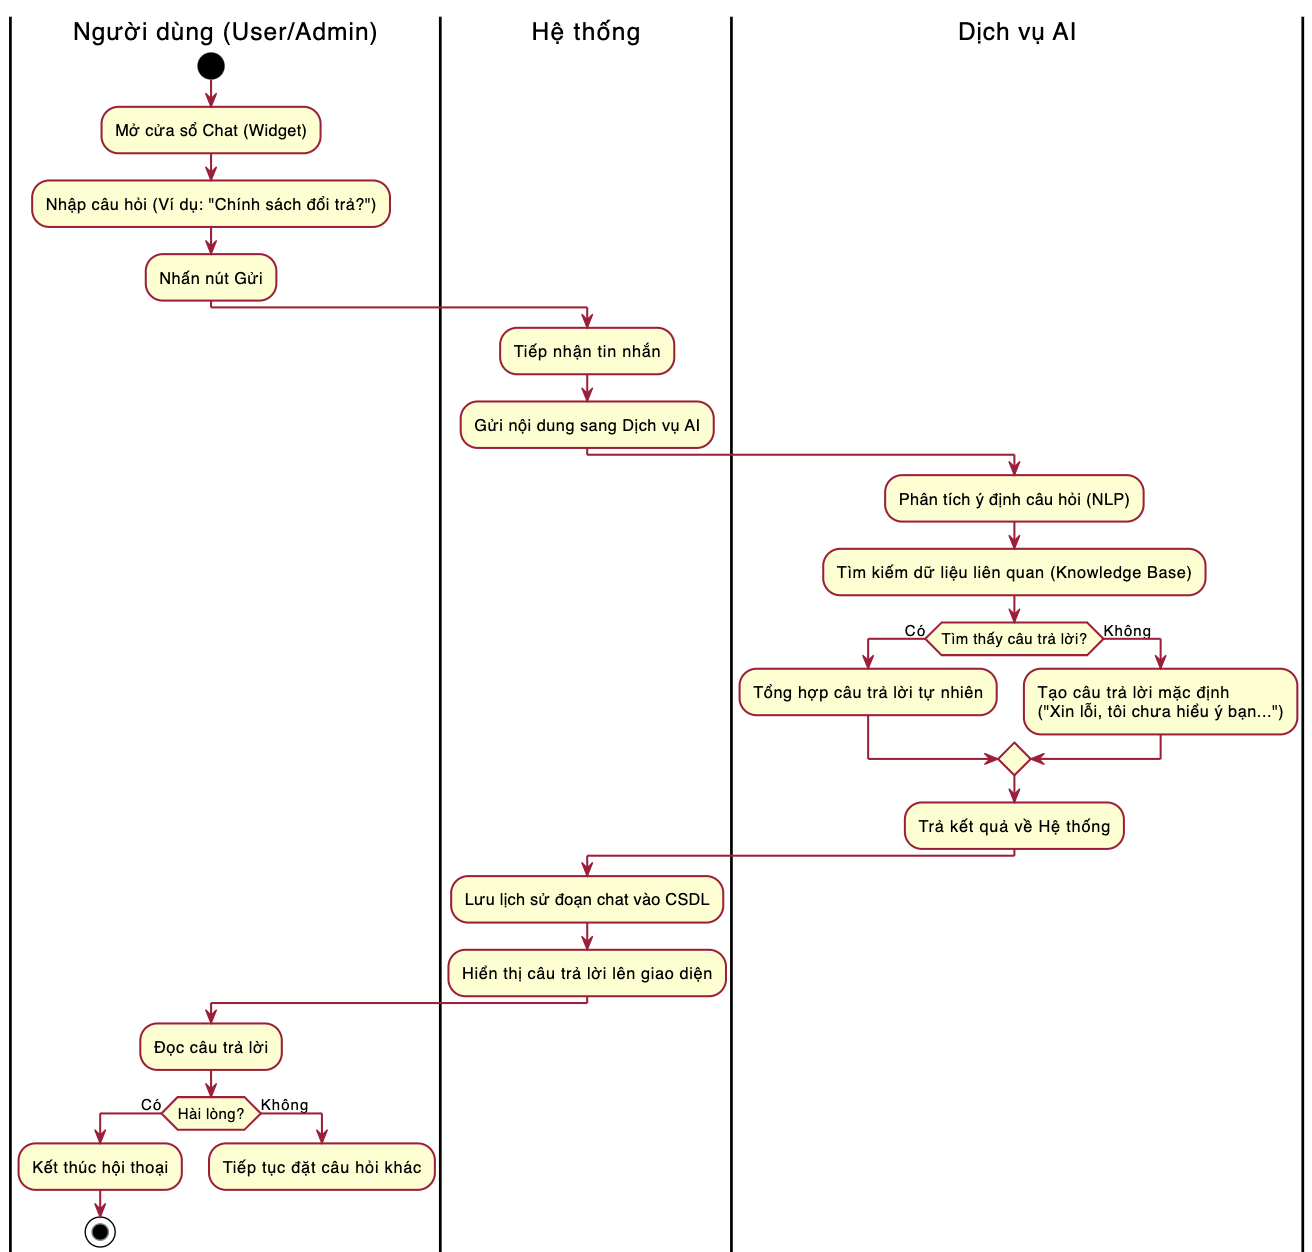 Người dùng (User/Admin)
Hệ thống
Dịch vụ AI
Mở cửa sổ Chat (Widget)
Nhập câu hỏi (Ví dụ: "Chính sách đổi trả?")
Nhấn nút Gửi
Tiếp nhận tin nhắn
Gửi nội dung sang Dịch vụ AI
Phân tích ý định câu hỏi (NLP)
Tìm kiếm dữ liệu liên quan (Knowledge Base)
Có
Tìm thấy câu trả lời?
Không
Tổng hợp câu trả lời tự nhiên
Tạo câu trả lời mặc định
("Xin lỗi, tôi chưa hiểu ý bạn...")
Trả kết quả về Hệ thống
Lưu lịch sử đoạn chat vào CSDL
Hiển thị câu trả lời lên giao diện
Đọc câu trả lời
Có
Hài lòng?
Không
Kết thúc hội thoại
Tiếp tục đặt câu hỏi khác